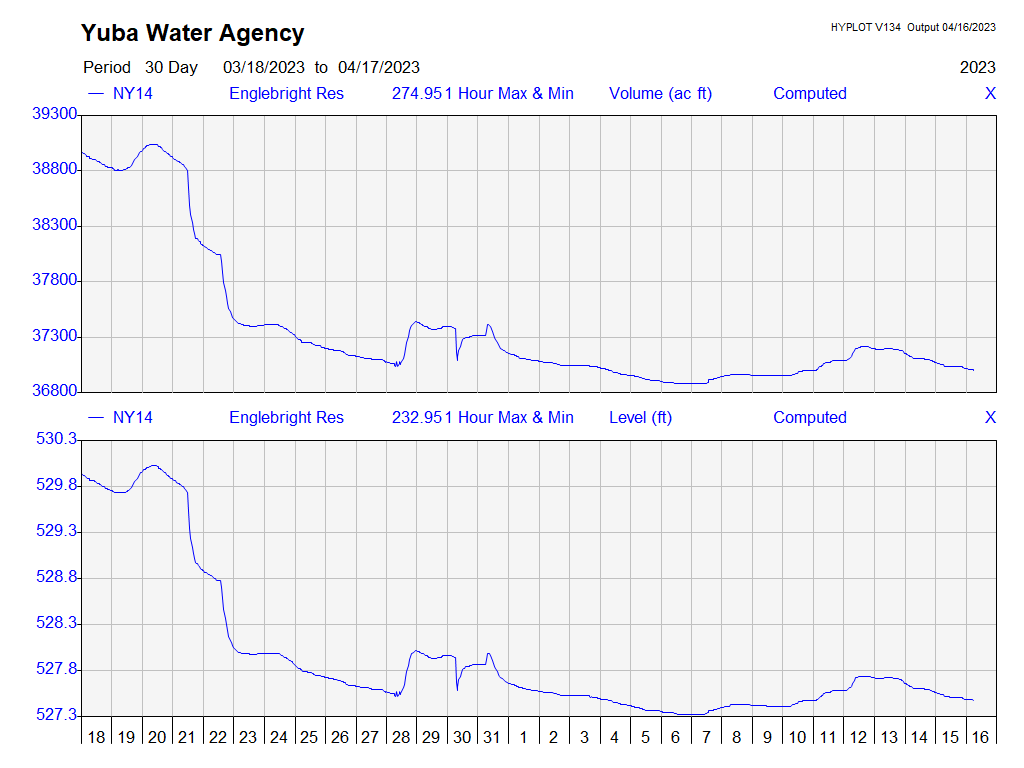 Yuba Water Agency
HYPLOT V134 Output 04/16/2023
Period 30 Day 03/18/2023 to 04/17/2023 2023
NY14 Englebright Res 274.951 Hour Max & Min Volume (ac ft) Computed X
39300
38800
38300
37800
37300
36800
NY14 Englebright Res 232.951 Hour Max & Min Level (ft) Computed X
530.3
529.8
529.3
528.8
528.3
527.8
527.3
18 19 20 21 22 23 24 25 26 27 28 29 30 31 1 2 3 4 5 6 7 8 9 10 11 12 13 14 15 16